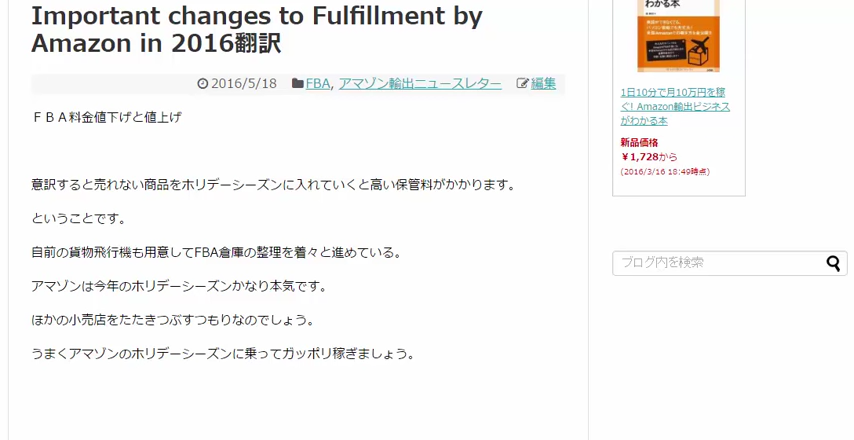 Important changes to Fulfillment by
Amazon in 2016翻訳
2016/5/18 FBA, アマゾン輸出ニュースレター 編集
ＦＢＡ料金値下げと値上げ
意訳すると売れない商品をホリデーシーズンに入れていくと高い保管料がかかります。
ということです。
自前の貨物飛行機も用意してFBA倉庫の整理を着々と進めている。
アマゾンは今年のホリデーシーズンかなり本気です。
ほかの小売店をたたきつぶすつもりなのでしょう。
うまくアマゾンのホリデーシーズンに乗ってガッポリ稼ぎましょう。
わかる本
1日10分で月10万円を稼
ぐ! Amazon輸出ビジネス
がわかる本
新品価格
￥1,728から
(2016/3/16 18:49時点)
ブログ内を検索